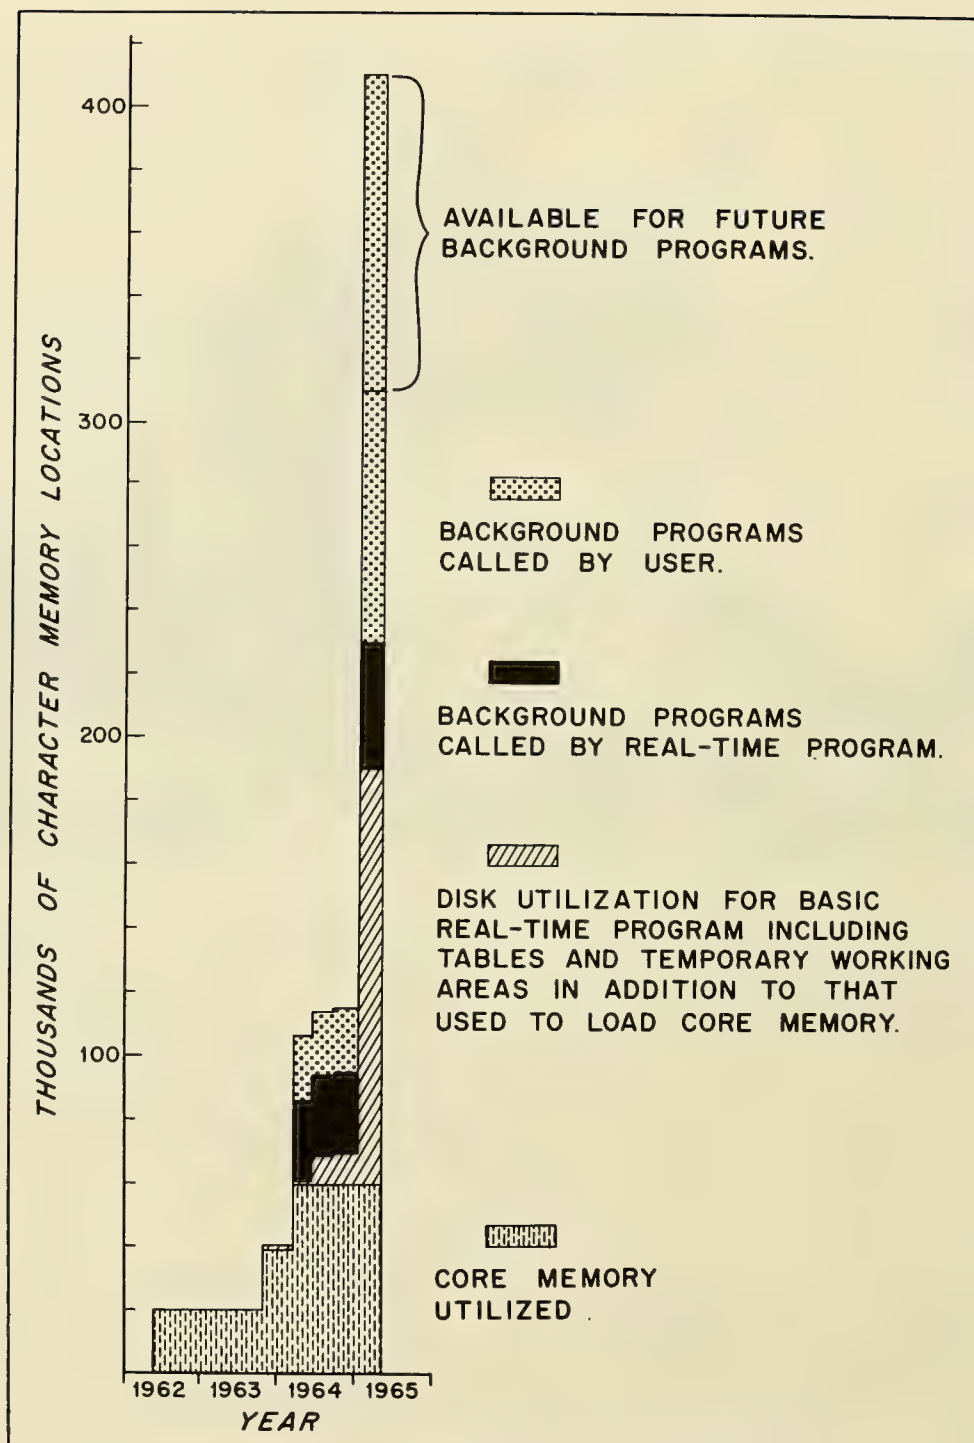 THOUSANDS OF CHARACTER MEMORY LOCATIONS
400
300
200
100
AVAILABLE FOR FUTURE
BACKGROUND PROGRAMS.
BACKGROUND PROGRAMS
CALLED BY USER.
BACKGROUND PROGRAMS
CALLED BY REAL-TIME PROGRAM.
DISK UTILIZATION FOR BASIC
REAL-TIME PROGRAM INCLUDING
TABLES AND TEMPORARY WORKING
AREAS IN ADDITION TO THAT
USED TO LOAD CORE MEMORY.
CORE MEMORY
UTILIZED.
1962 1963 1964 1965
YEAR